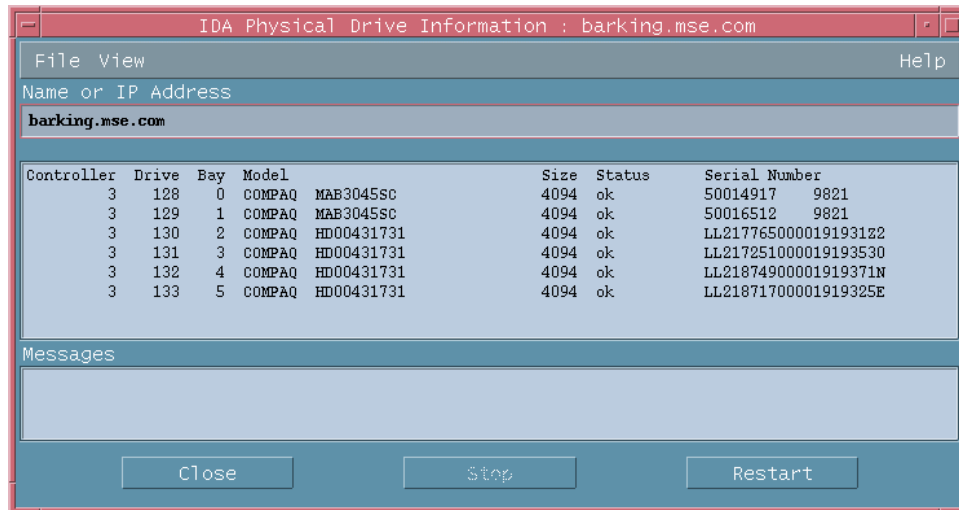 IDA Physical Drive Information : barking.mse.com
File View Help
Name or IP Address
barking.mse.com
Controller Drive Bay Model Size Status Serial Number
3 128 0 COMPAQ MAB3045SC 4094 ok 50014917 9821
3 129 1 COMPAQ MAB3045SC 4094 ok 50016512 9821
3 130 2 COMPAQ HD00431731 4094 ok LL2177650000191931Z2
3 131 3 COMPAQ HD00431731 4094 ok LL217251000019193530
3 132 4 COMPAQ HD00431731 4094 ok LL21874900001919371N
3 133 5 COMPAQ HD00431731 4094 ok LL21871700001919325E
Messages
Close Stop Restart